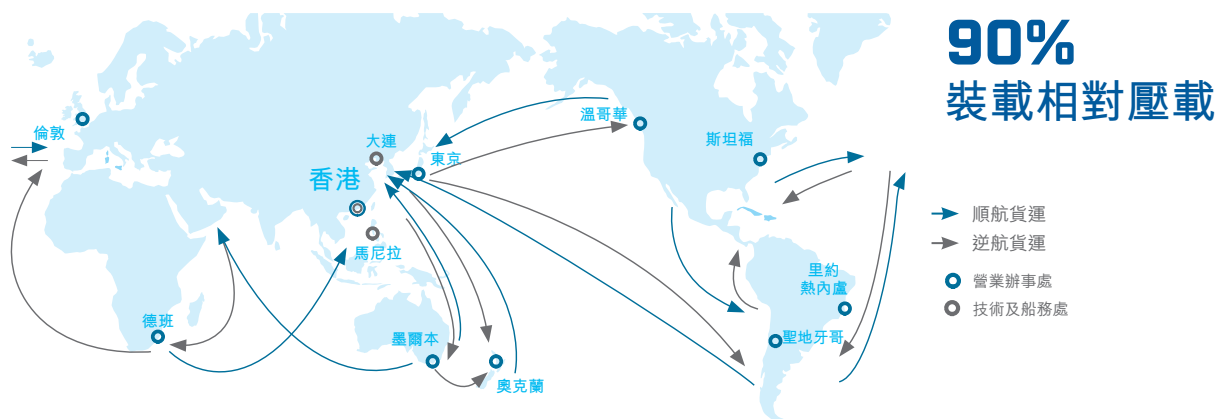 90%
裝載相對壓載
倫敦
大連
東京
香港
馬尼拉
德班
墨爾本
奧克蘭
溫哥華
斯坦福
里約
熱內盧
聖地牙哥
順航貨運
逆航貨運
營業辦事處
技術及船務處